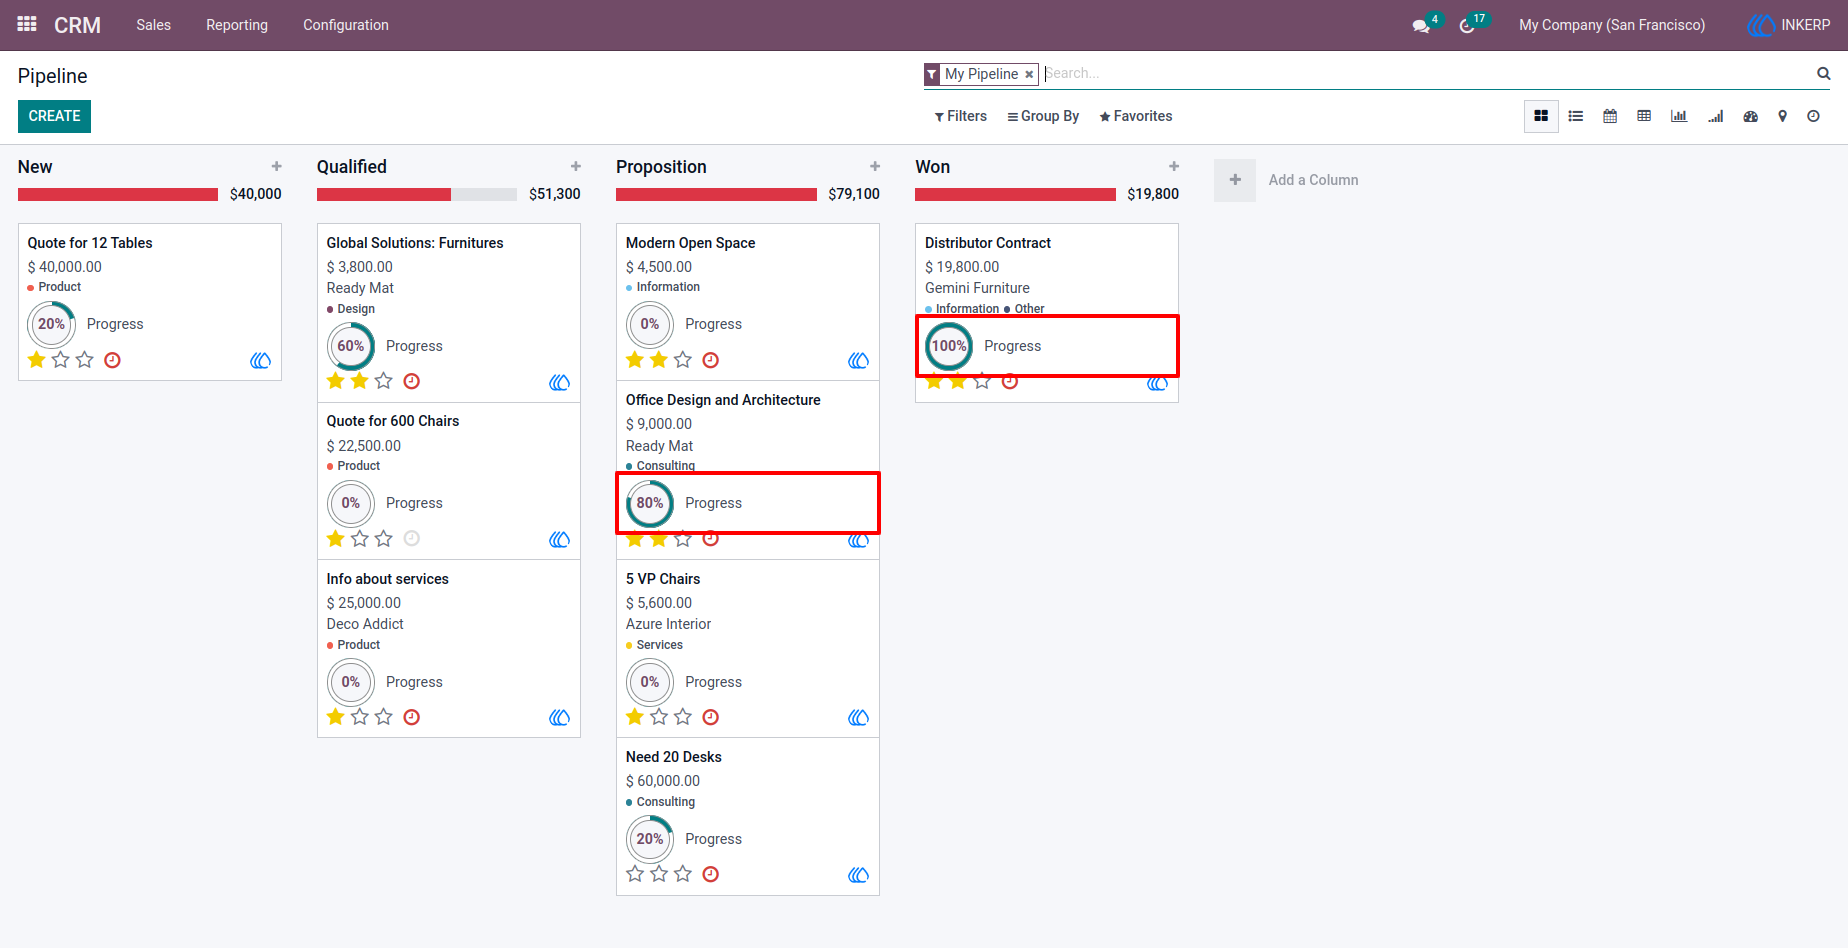 CRM Sales Reporting Configuration 4 17 My Company (San Francisco) INKERP
Pipeline
My Pipeline × Search...
CREATE
Filters Group By Favorites
New +
$40,000
Quote for 12 Tables
$ 40,000.00
Product
20% Progress
Qualified +
$51,300
Global Solutions: Furnitures
$ 3,800.00
Ready Mat
Design
60% Progress
Quote for 600 Chairs
$ 22,500.00
Product
0% Progress
Info about services
$ 25,000.00
Deco Addict
Product
0% Progress
Proposition +
$79,100
Modern Open Space
$ 4,500.00
Information
0% Progress
Office Design and Architecture
$ 9,000.00
Ready Mat
Consulting
80% Progress
5 VP Chairs
$ 5,600.00
Azure Interior
Services
0% Progress
Need 20 Desks
$ 60,000.00
Consulting
20% Progress
Won +
$19,800
Distributor Contract
$ 19,800.00
Gemini Furniture
Information Other
100% Progress
+ Add a Column